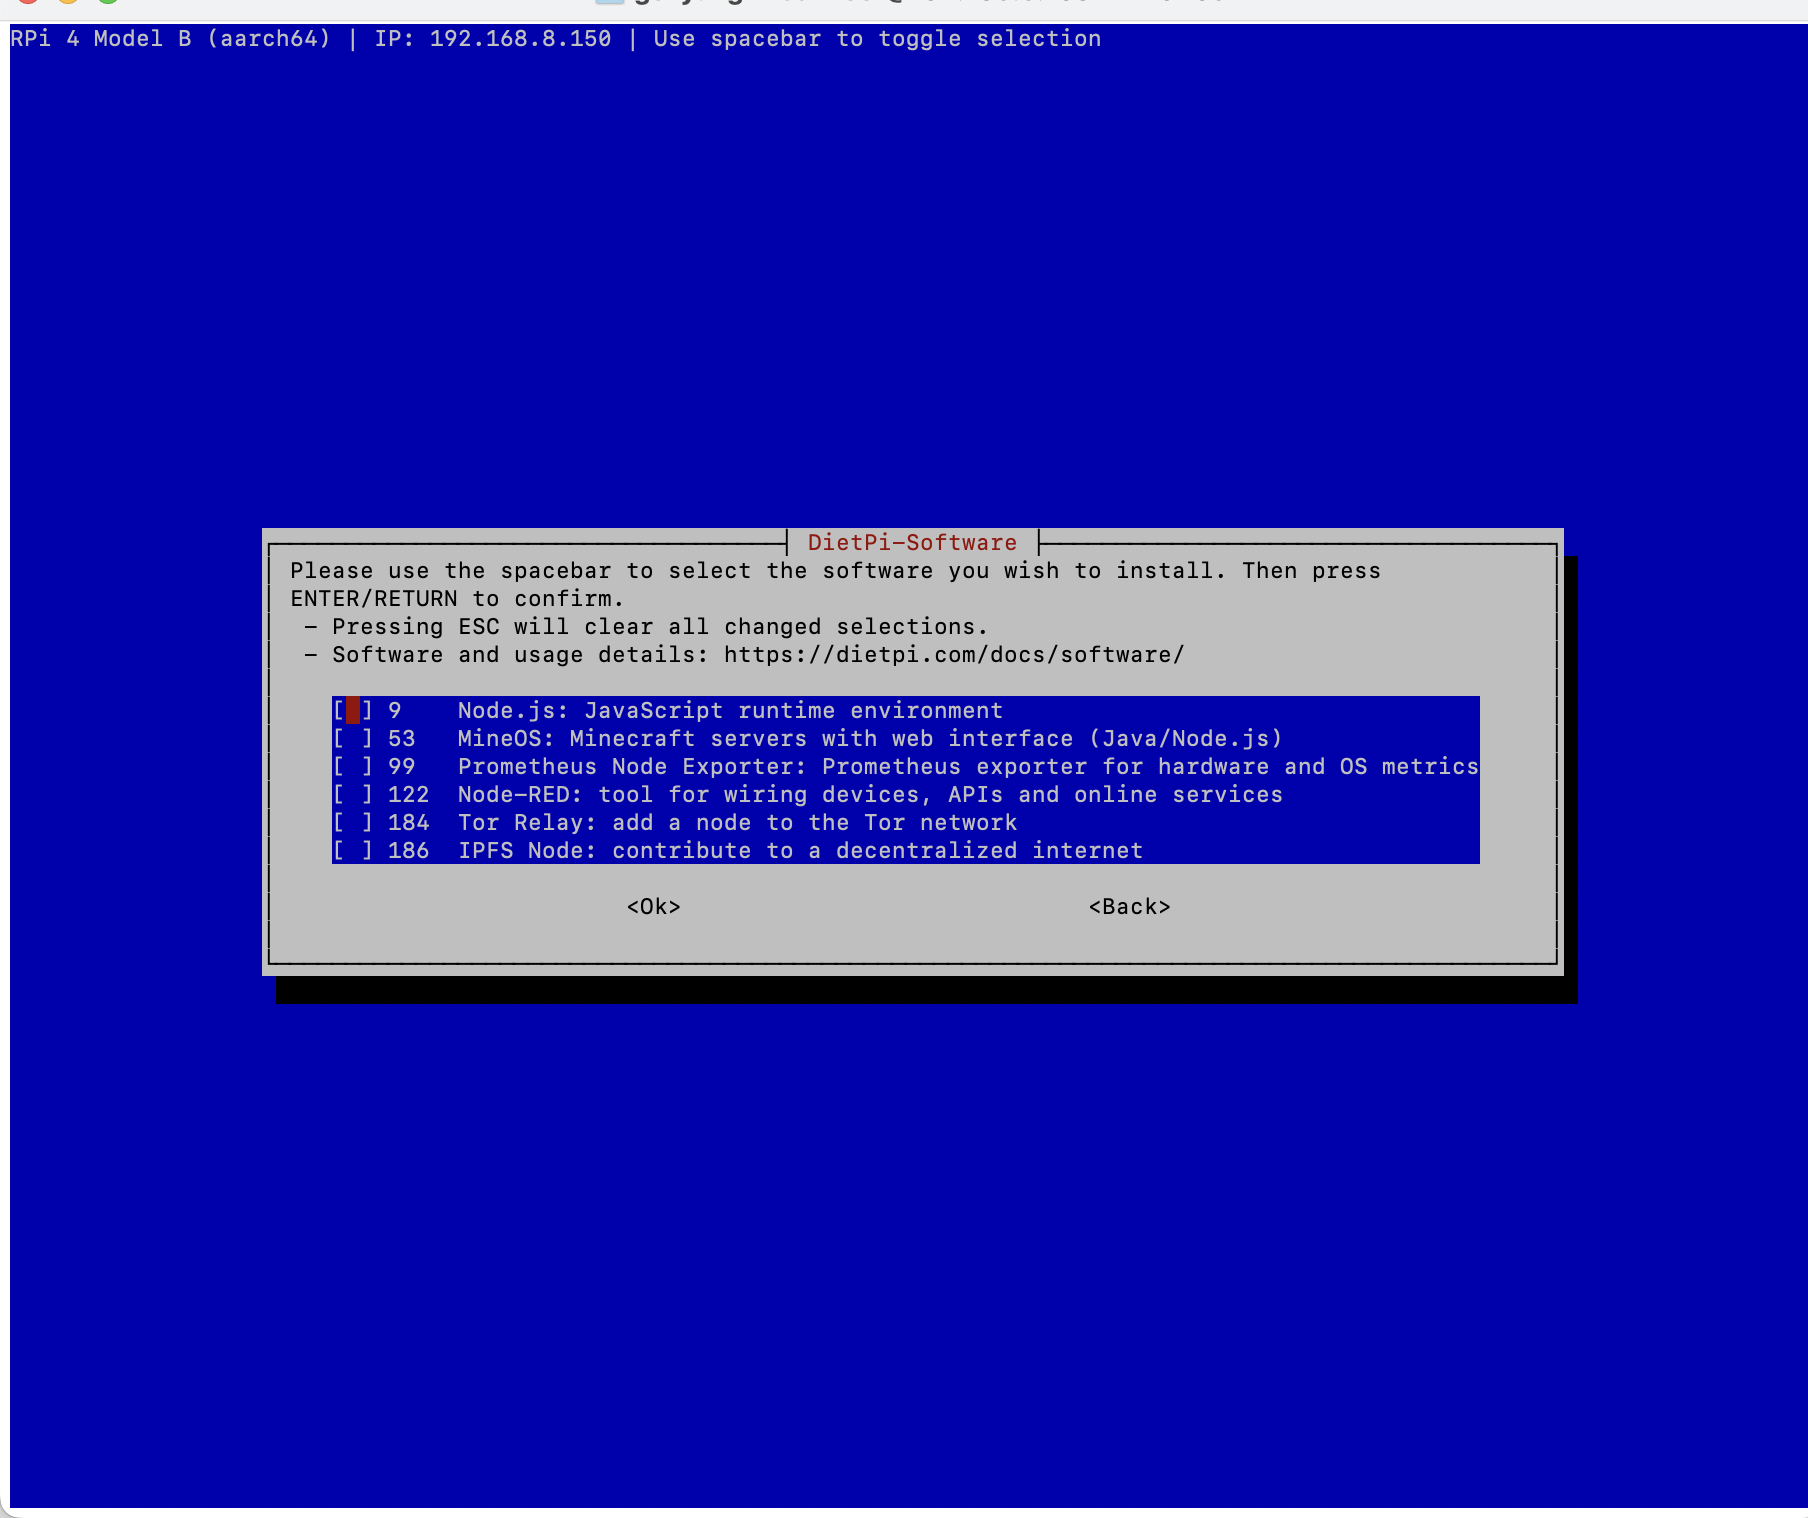 RPi 4 Model B (aarch64) | IP: 192.168.8.150 | Use spacebar to toggle selection
DietPi-Software
Please use the spacebar to select the software you wish to install. Then press
ENTER/RETURN to confirm.
- Pressing ESC will clear all changed selections.
- Software and usage details: https://dietpi.com/docs/software/
[ ] 9 Node.js: JavaScript runtime environment
[ ] 53 MineOS: Minecraft servers with web interface (Java/Node.js)
[ ] 99 Prometheus Node Exporter: Prometheus exporter for hardware and OS metrics
[ ] 122 Node-RED: tool for wiring devices, APIs and online services
[ ] 184 Tor Relay: add a node to the Tor network
[ ] 186 IPFS Node: contribute to a decentralized internet
<Ok> <Back>